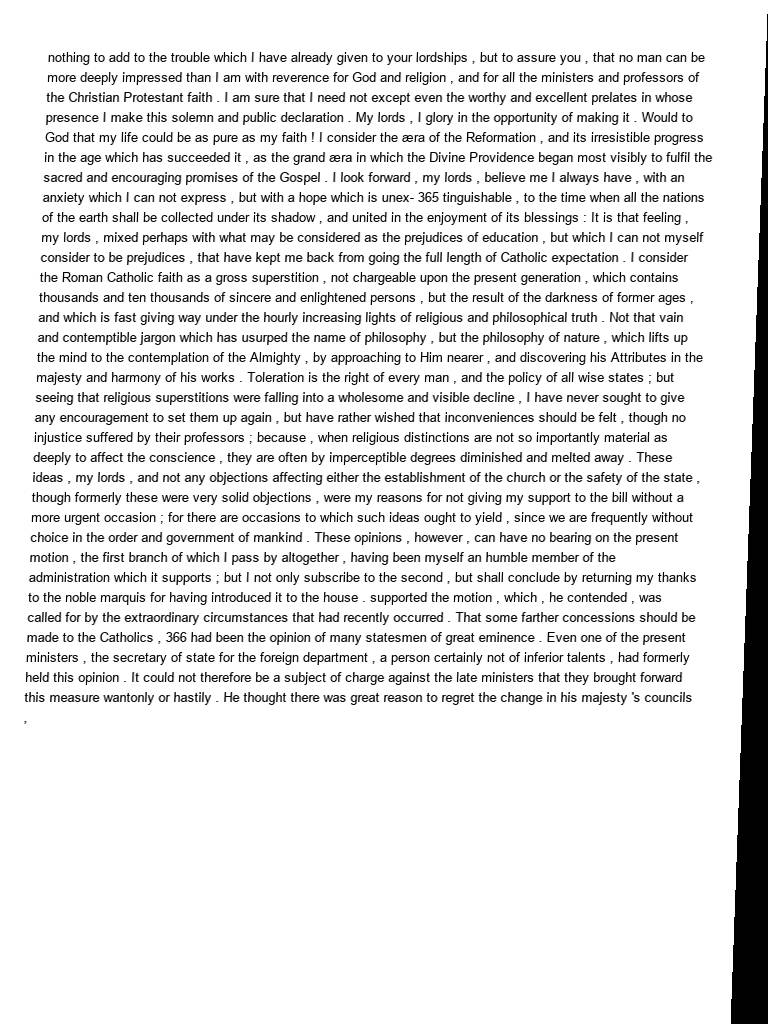 nothing to add to the trouble which I have already given to your lordships , but to assure you , that no man can be
more deeply impressed than I am with reverence for God and religion , and for all the ministers and professors of
the Christian Protestant faith . I am sure that I need not except even the worthy and excellent prelates in whose
presence I make this solemn and public declaration . My lords , I glory in the opportunity of making it . Would to
God that my life could be as pure as my faith ! I consider the æra of the Reformation , and its irresistible progress
in the age which has succeeded it , as the grand æra in which the Divine Providence began most visibly to fulfil the
sacred and encouraging promises of the Gospel . I look forward , my lords , believe me I always have , with an
anxiety which I can not express , but with a hope which is unex- 365 tinguishable , to the time when all the nations
of the earth shall be collected under its shadow , and united in the enjoyment of its blessings : It is that feeling ,
my lords , mixed perhaps with what may be considered as the prejudices of education , but which I can not myself
consider to be prejudices , that have kept me back from going the full length of Catholic expectation . I consider
the Roman Catholic faith as a gross superstition , not chargeable upon the present generation , which contains
thousands and ten thousands of sincere and enlightened persons , but the result of the darkness of former ages ,
and which is fast giving way under the hourly increasing lights of religious and philosophical truth . Not that vain
and contemptible jargon which has usurped the name of philosophy , but the philosophy of nature , which lifts up
the mind to the contemplation of the Almighty , by approaching to Him nearer , and discovering his Attributes in the
majesty and harmony of his works . Toleration is the right of every man , and the policy of all wise states ; but
seeing that religious superstitions were falling into a wholesome and visible decline , I have never sought to give
any encouragement to set them up again , but have rather wished that inconveniences should be felt , though no
injustice suffered by their professors ; because , when religious distinctions are not so importantly material as
deeply to affect the conscience , they are often by imperceptible degrees diminished and melted away . These
ideas , my lords , and not any objections affecting either the establishment of the church or the safety of the state ,
though formerly these were very solid objections , were my reasons for not giving my support to the bill without a
more urgent occasion ; for there are occasions to which such ideas ought to yield , since we are frequently without
choice in the order and government of mankind . These opinions , however , can have no bearing on the present
motion , the first branch of which I pass by altogether , having been myself an humble member of the
administration which it supports ; but I not only subscribe to the second , but shall conclude by returning my thanks
to the noble marquis for having introduced it to the house . supported the motion , which , he contended , was
called for by the extraordinary circumstances that had recently occurred . That some farther concessions should be
made to the Catholics , 366 had been the opinion of many statesmen of great eminence . Even one of the present
ministers , the secretary of state for the foreign department , a person certainly not of inferior talents , had formerly
held this opinion . It could not therefore be a subject of charge against the late ministers that they brought forward
this measure wantonly or hastily . He thought there was great reason to regret the change in his majesty 's councils
,